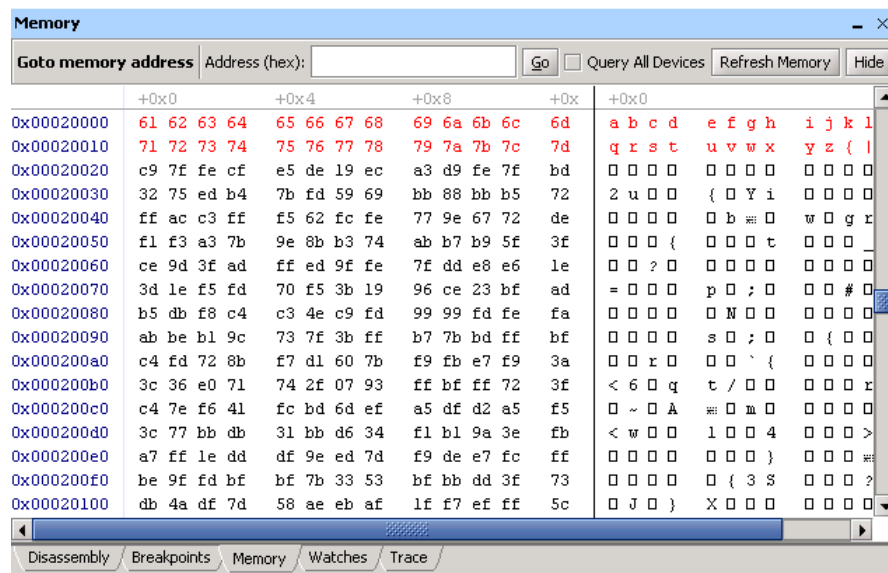 Memory
Goto memory address Address (hex): Go Query All Devices Refresh Memory Hide
+0x0 +0x4 +0x8 +0x +0x0
0x00020000 61 62 63 64 65 66 67 68 69 6a 6b 6c 6d a b c d e f g h i j k l
0x00020010 71 72 73 74 75 76 77 78 79 7a 7b 7c 7d q r s t u v w x y z { |
0x00020020 c9 7f fe cf e5 de 19 ec a3 d9 fe 7f bd □ □ □ □ □ □ □ □ □ □ □ □
0x00020030 32 75 ed b4 7b fd 59 69 bb 88 bb b5 72 2 u □ □ { □ Y i □ □ □ □
0x00020040 ff ac c3 ff f5 62 fc fe 77 9e 67 72 de □ □ □ □ □ b □ w □ g r
0x00020050 f1 f3 a3 7b 9e 8b b3 74 ab b7 b9 5f 3f □ □ □ { □ □ □ t □ □ □ _
0x00020060 ce 9d 3f ad ff ed 9f fe 7f dd e8 e6 1e □ □ ? □ □ □ □ □ □ □ □ □
0x00020070 3d 1e f5 fd 70 f5 3b 19 96 ce 23 bf ad = □ □ □ p □ ; □ □ □ # □
0x00020080 b5 db f8 c4 c3 4e c9 fd 99 99 fd fe fa □ □ □ □ □ N □ □ □ □ □ □
0x00020090 ab be b1 9c 73 7f 3b ff b7 7b bd ff bf □ □ □ □ s □ ; □ □ { □ □
0x000200a0 c4 fd 72 8b f7 d1 60 7b f9 fb e7 f9 3a □ □ r □ □ □ ` { □ □ □ □
0x000200b0 3c 36 e0 71 74 2f 07 93 ff bf ff 72 3f < 6 □ q t / □ □ □ □ □ r
0x000200c0 c4 7e f6 41 fc bd 6d ef a5 df d2 a5 f5 □ ~ □ A □ m □ □ □ □ □
0x000200d0 3c 77 bb db 31 bb d6 34 f1 b1 9a 3e fb < w □ □ 1 □ □ 4 □ □ □ >
0x000200e0 a7 ff 1e dd df 9e ed 7d f9 de e7 fc ff □ □ □ □ □ □ □ } □ □ □
0x000200f0 be 9f fd bf bf 7b 33 53 bf bb dd 3f 73 □ □ □ □ □ { 3 S □ □ □ ?
0x00020100 db 4a df 7d 58 ae eb af 1f f7 ef ff 5c □ J □ } X □ □ □ □ □ □ □
Disassembly Breakpoints Memory Watches Trace